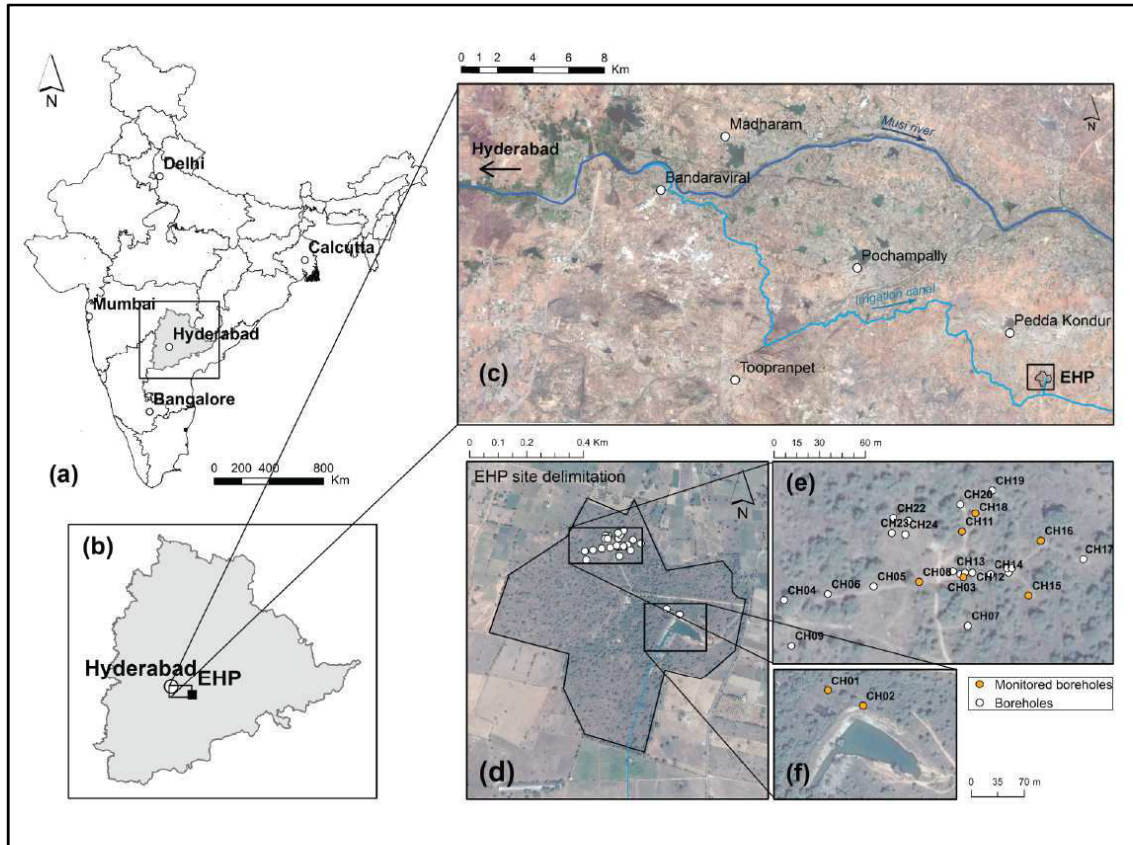 N
Delhi
Calcutta
Mumbai
Hyderabad
Bangalore
(a)
0 400 800
Km
(b)
Hyderabad
EHP
0 1 2 4 6 8
Km
N
Madharam
Musi river
Hyderabad
Bandaraviral
Pochampally
Irrigation canal
Pedda Kondur
(c)
Toopranpet
EHP
0 0.1 0.2 0.4 Km
EHP site delimitation
N
(d)
0 15 30 60 m
(e)
CH19
CH20
CH18
CH22
CH23
CH24
CH11
CH16
CH17
CH13
CH14
CH08
CH12
CH05
CH03
CH06
CH04
CH15
CH07
CH09
CH01
CH02
(f)
Monitored boreholes
Boreholes
0 35 70 m